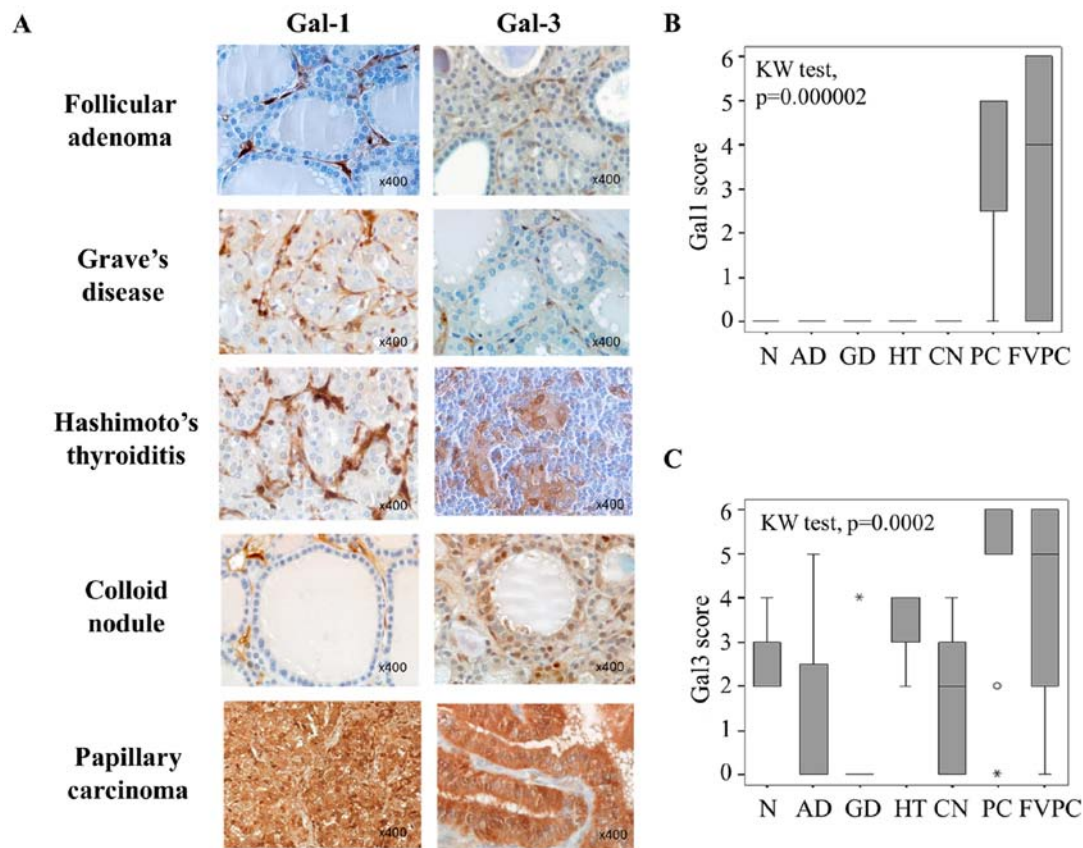 A
Gal-1
Gal-3
Follicular
adenoma
x400
x400
Grave's
disease
x400
x400
Hashimoto's
thyroiditis
x400
x400
Colloid
nodule
x400
x400
Papillary
carcinoma
x400
x400
B
KW test,
p=0.000002
Gal1 score
6
5
4
3
2
1
0
N AD GD HT CN PC FVPC
C
KW test, p=0.0002
Gal3 score
6
5
4
3
2
1
0
N AD GD HT CN PC FVPC